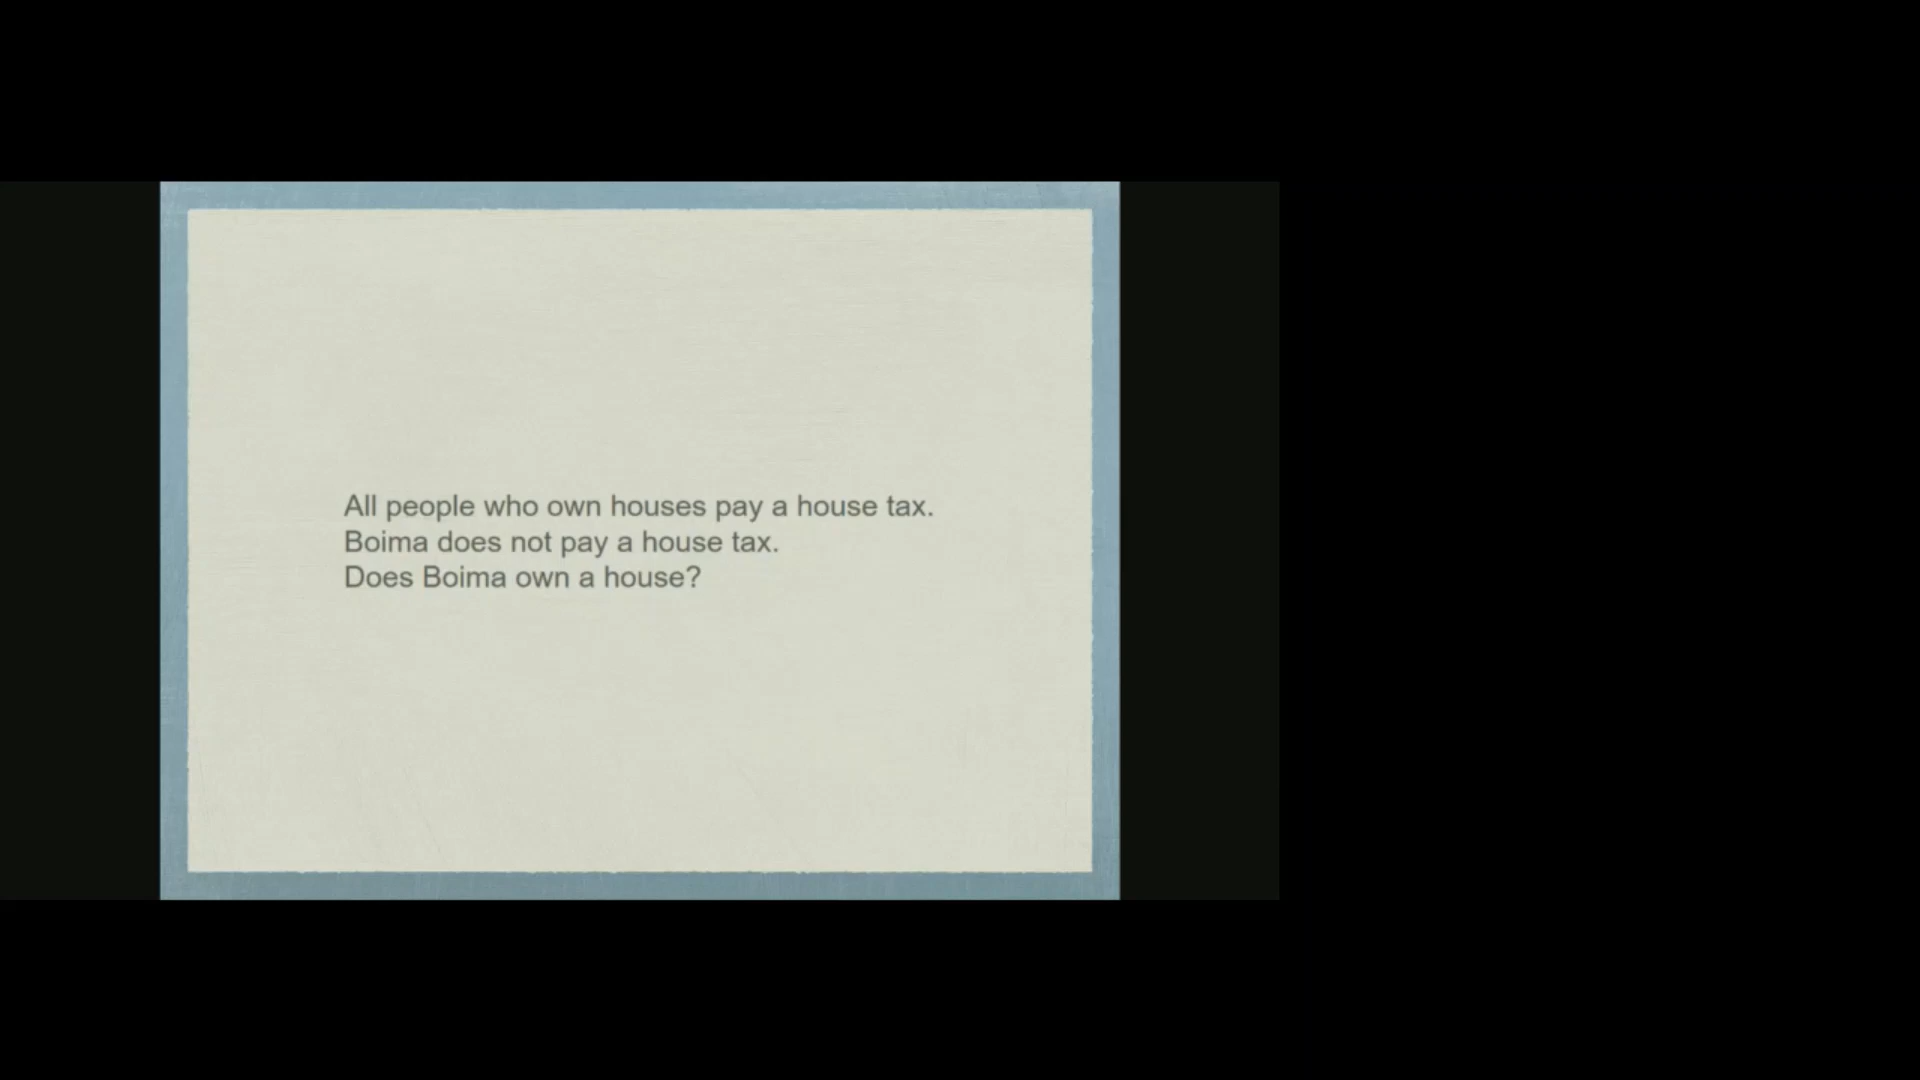 All people who own houses pay a house tax.
Boima does not pay a house tax.
Does Boima own a house?